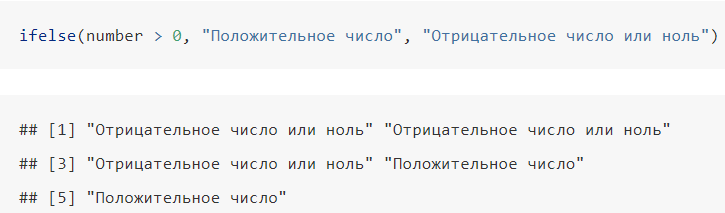 ifelse(number > 0, "Положительное число", "Отрицательное число или ноль")
## [1] "Отрицательное число или ноль" "Отрицательное число или ноль"
## [3] "Отрицательное число или ноль" "Положительное число"
## [5] "Положительное число"